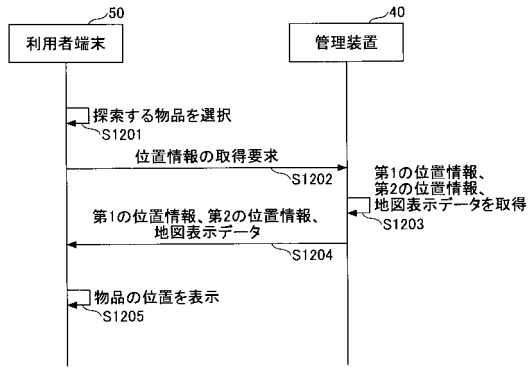 50
40
利用者端末
管理装置
探索する物品を選択
S1201
位置情報の取得要求
S1202
第1の位置情報、
第2の位置情報、
地図表示データを取得
S1203
第1の位置情報、第2の位置情報、
地図表示データ
S1204
物品の位置を表示
S1205